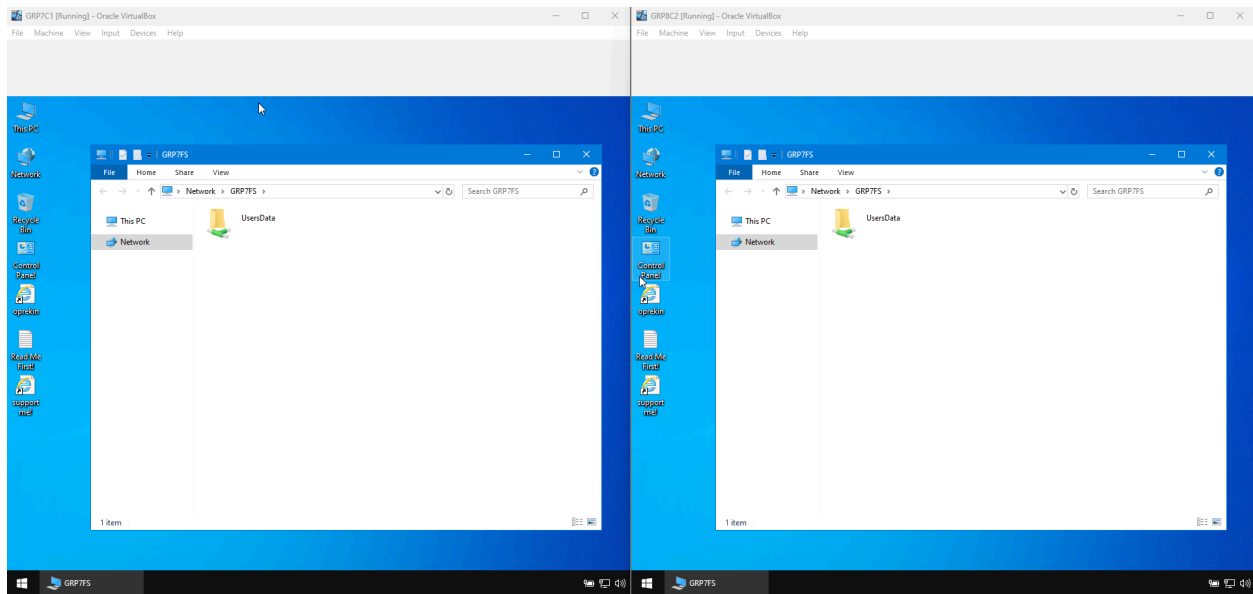 GRP7C1 [Running] - Oracle VirtualBox
File Machine View Input Devices Help
This PC
Network
Recycle
Bin
Control
Panel
oprekin
Read Me
First!
support
me!
GRP7FS
File Home Share View
Network › GRP7FS ›
Search GRP7FS
This PC
Network
UsersData
1 item
GRP7FS
GRP8C2 [Running] - Oracle VirtualBox
File Machine View Input Devices Help
This PC
Network
Recycle
Bin
Control
Panel
oprekin
Read Me
First!
support
me!
GRP7FS
File Home Share View
Network › GRP7FS ›
Search GRP7FS
This PC
Network
UsersData
1 item
GRP7FS